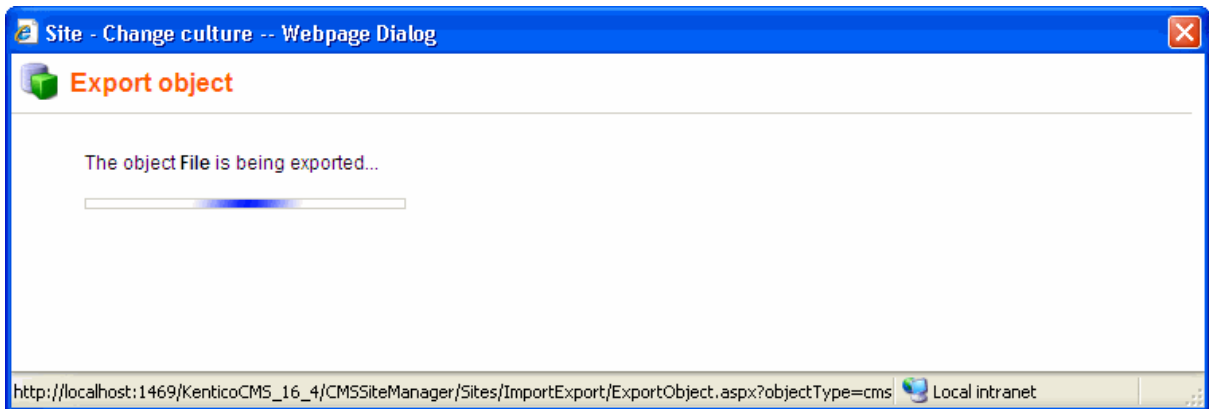 Site - Change culture -- Webpage Dialog
Export object
The object File is being exported...
http://localhost:1469/KenticoCMS_16_4/CMSSiteManager/Sites/ImportExport/ExportObject.aspx?objectType=cms Local intranet